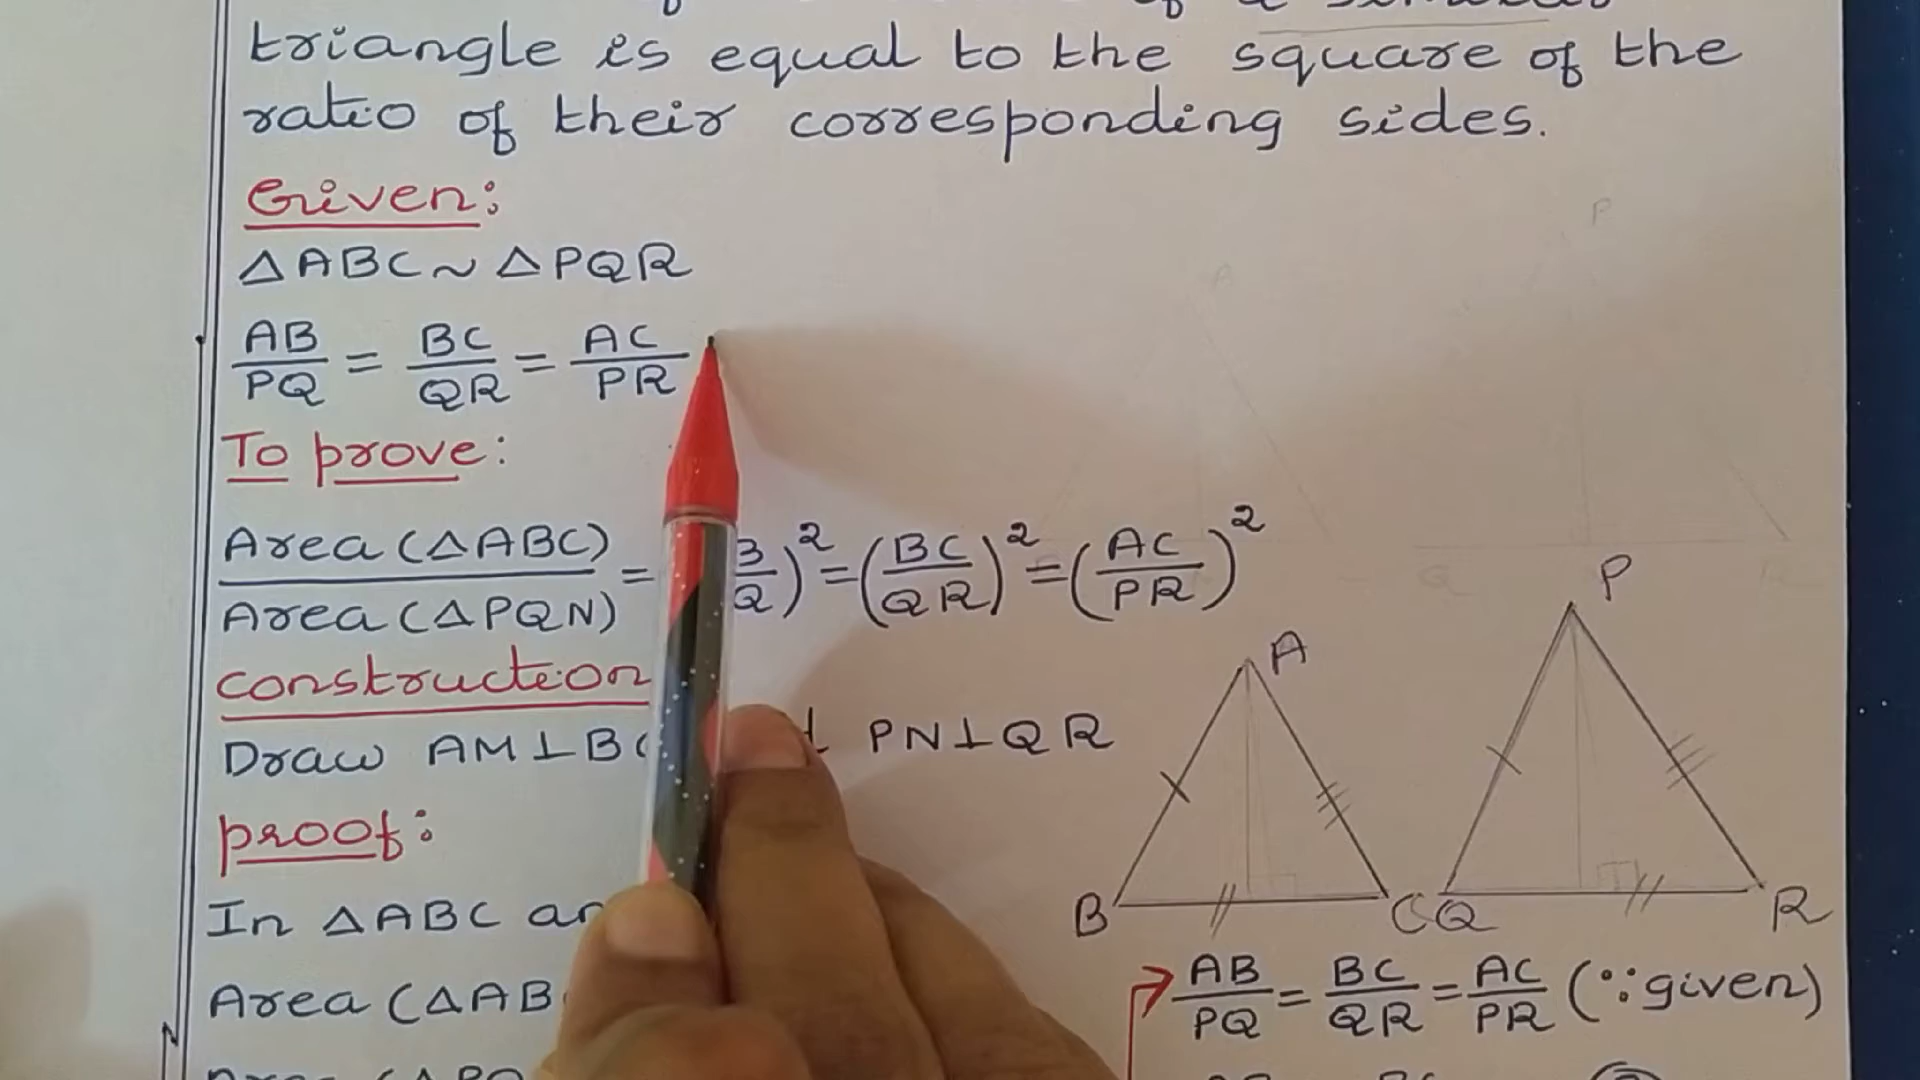 triangle is equal to the square of the
ratio of their corresponding sides.
Given:
△ABC ~ △PQR
AB/PQ = BC/QR = AC/PR
To prove:
Area (△ABC)/Area (△PQN) = B/Q)² = (BC/QR)² = (AC/PR)²
construction
Draw AM⊥BC PN⊥QR
proof:
In △ABC
Area (△AB
A
P
B
C
Q
R
AB/PQ = BC/QR = AC/PR (∵ given)